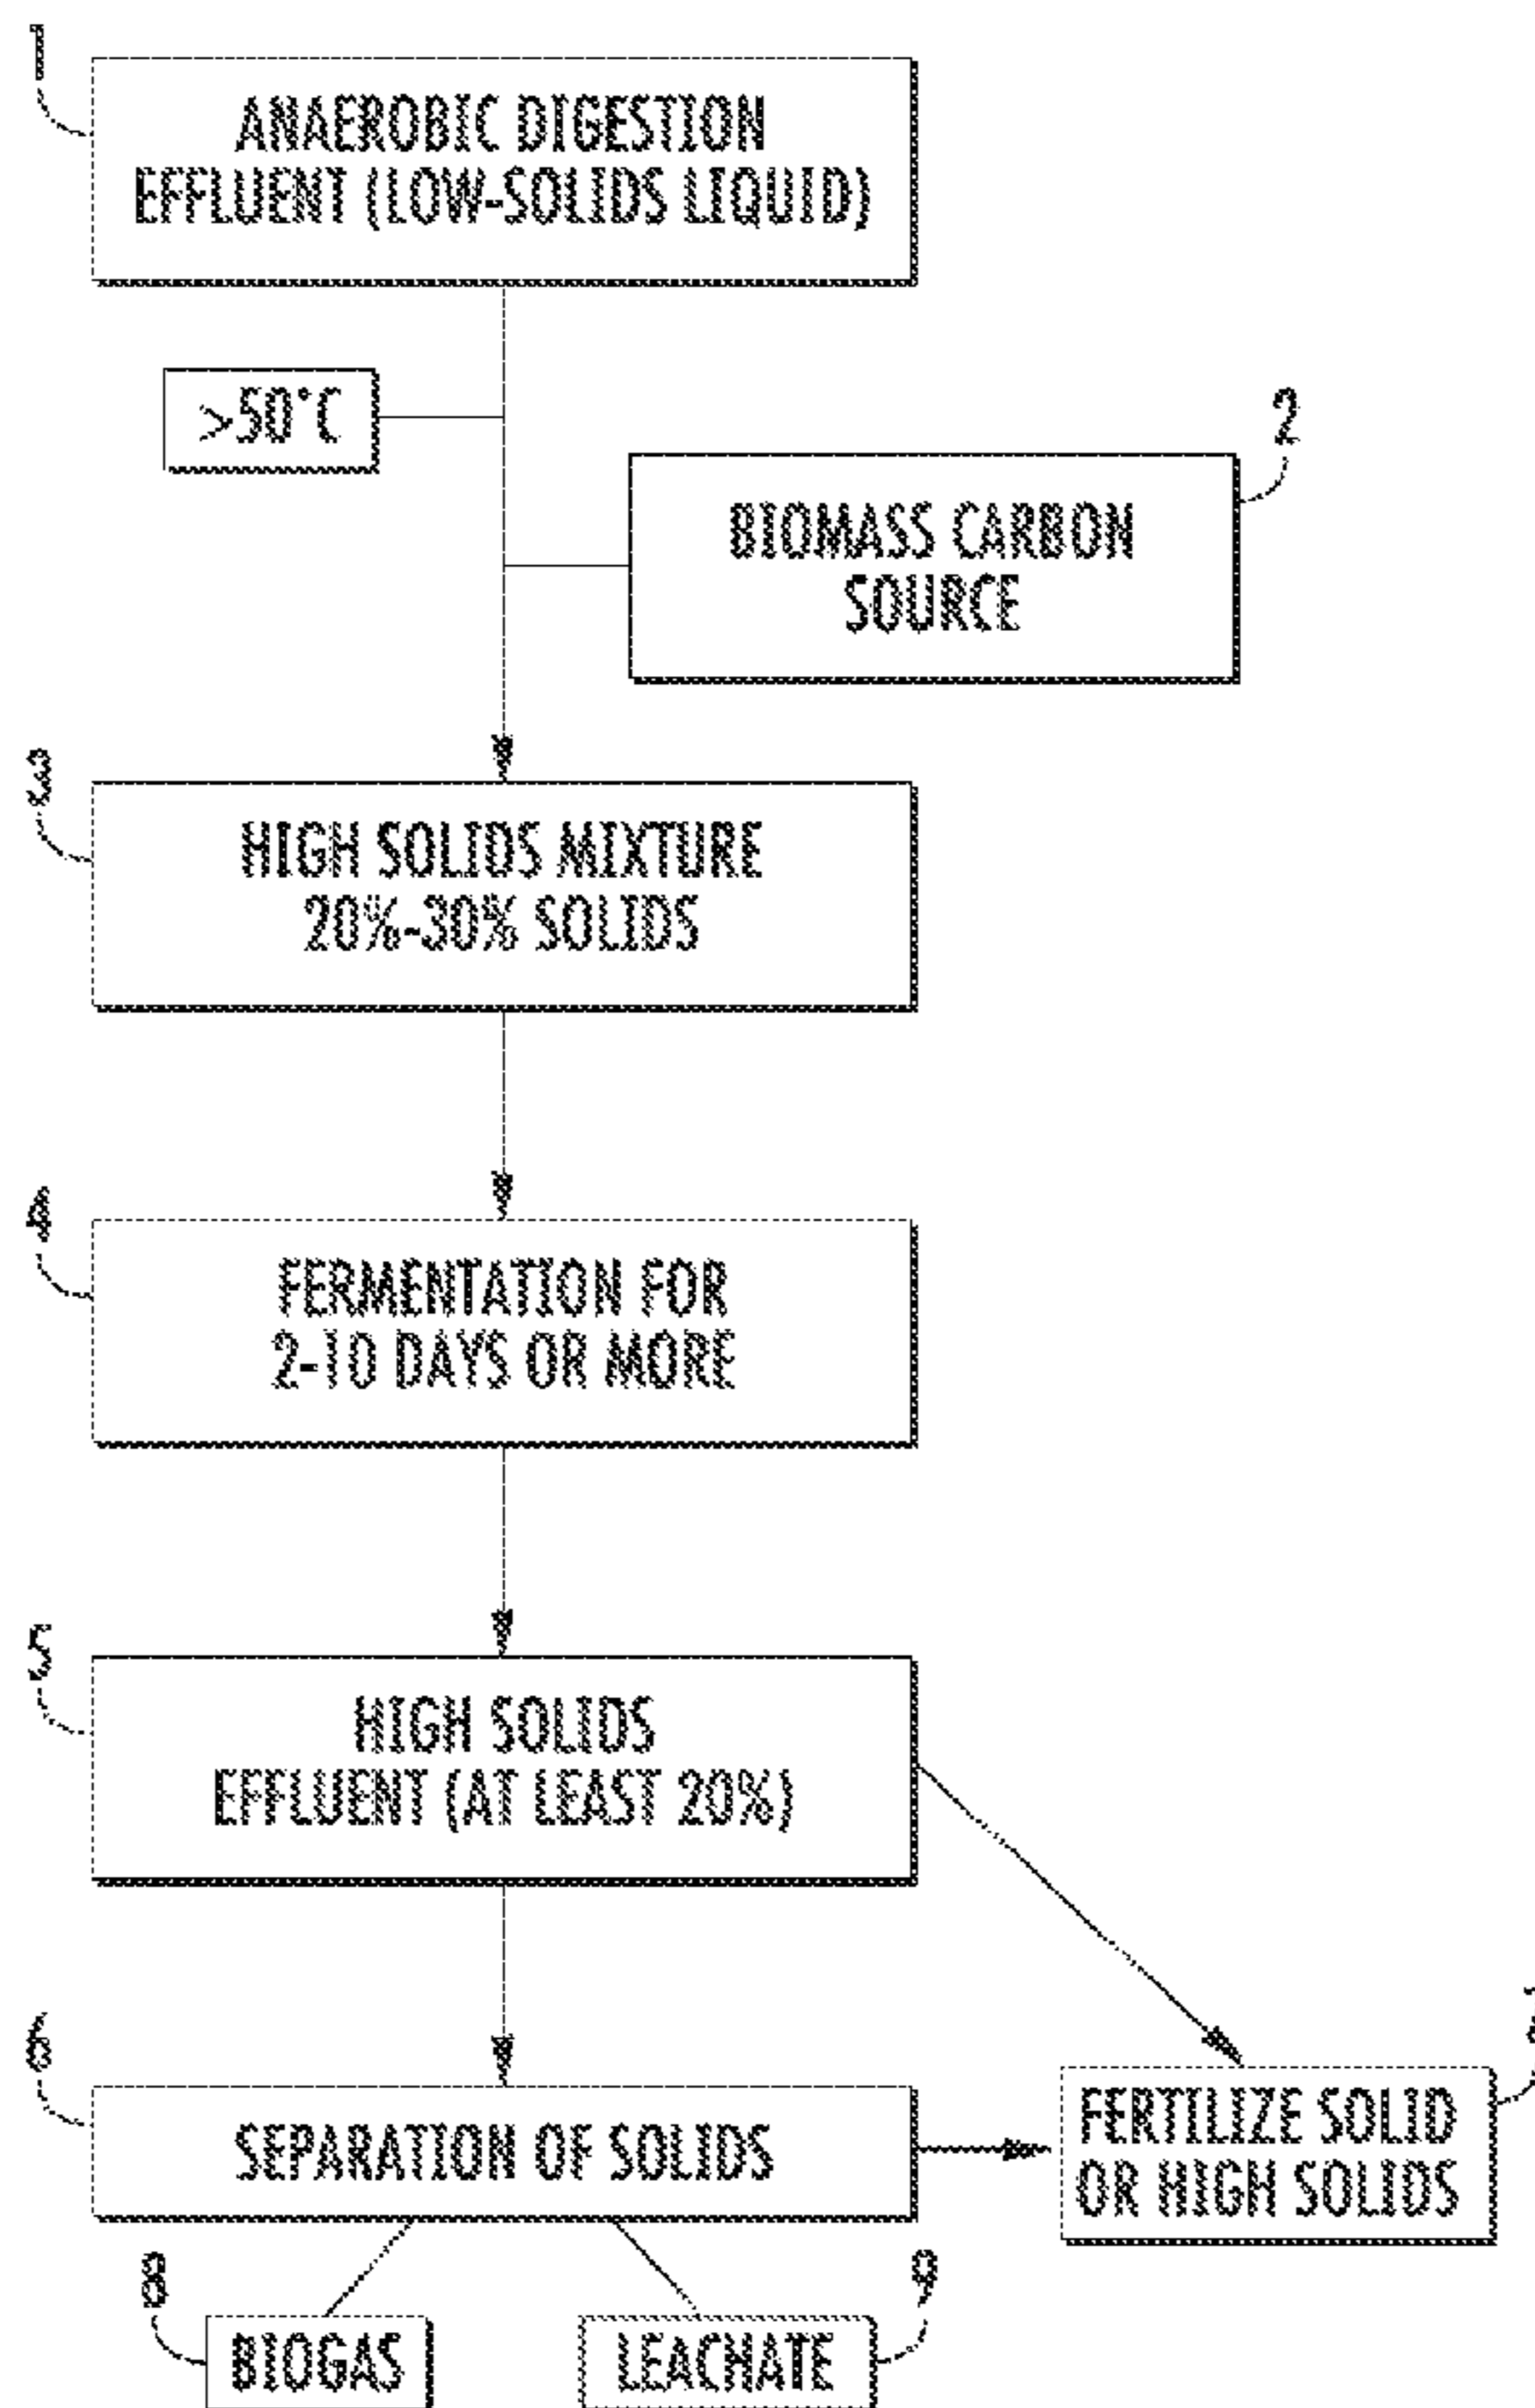 1
ANAEROBIC DIGESTION
EFFLUENT (LOW-SOLIDS LIQUID)
>50°C
2
BIOMASS CARBON
SOURCE
3
HIGH SOLIDS MIXTURE
20%-30% SOLIDS
4
FERMENTATION FOR
2-10 DAYS OR MORE
5
HIGH SOLIDS
EFFLUENT (AT LEAST 20%)
6
SEPARATION OF SOLIDS
FERTILIZE SOLID
OR HIGH SOLIDS
8
BIOGAS
9
LEACHATE